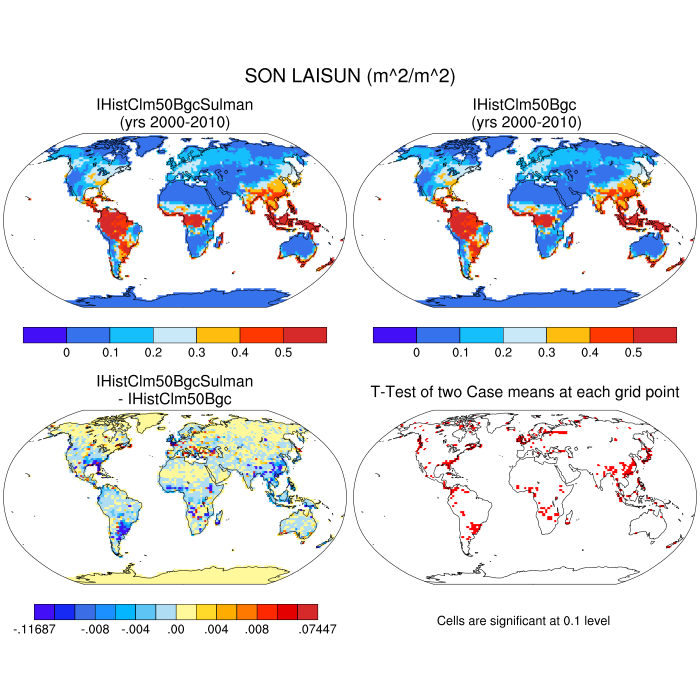 SON LAISUN (m^2/m^2)
IHistClm50BgcSulman
(yrs 2000-2010)
IHistClm50Bgc
(yrs 2000-2010)
0 0.1 0.2 0.3 0.4 0.5
0 0.1 0.2 0.3 0.4 0.5
IHistClm50BgcSulman
- IHistClm50Bgc
T-Test of two Case means at each grid point
-.11687 -.008 -.004 .00 .004 .008 .07447
Cells are significant at 0.1 level